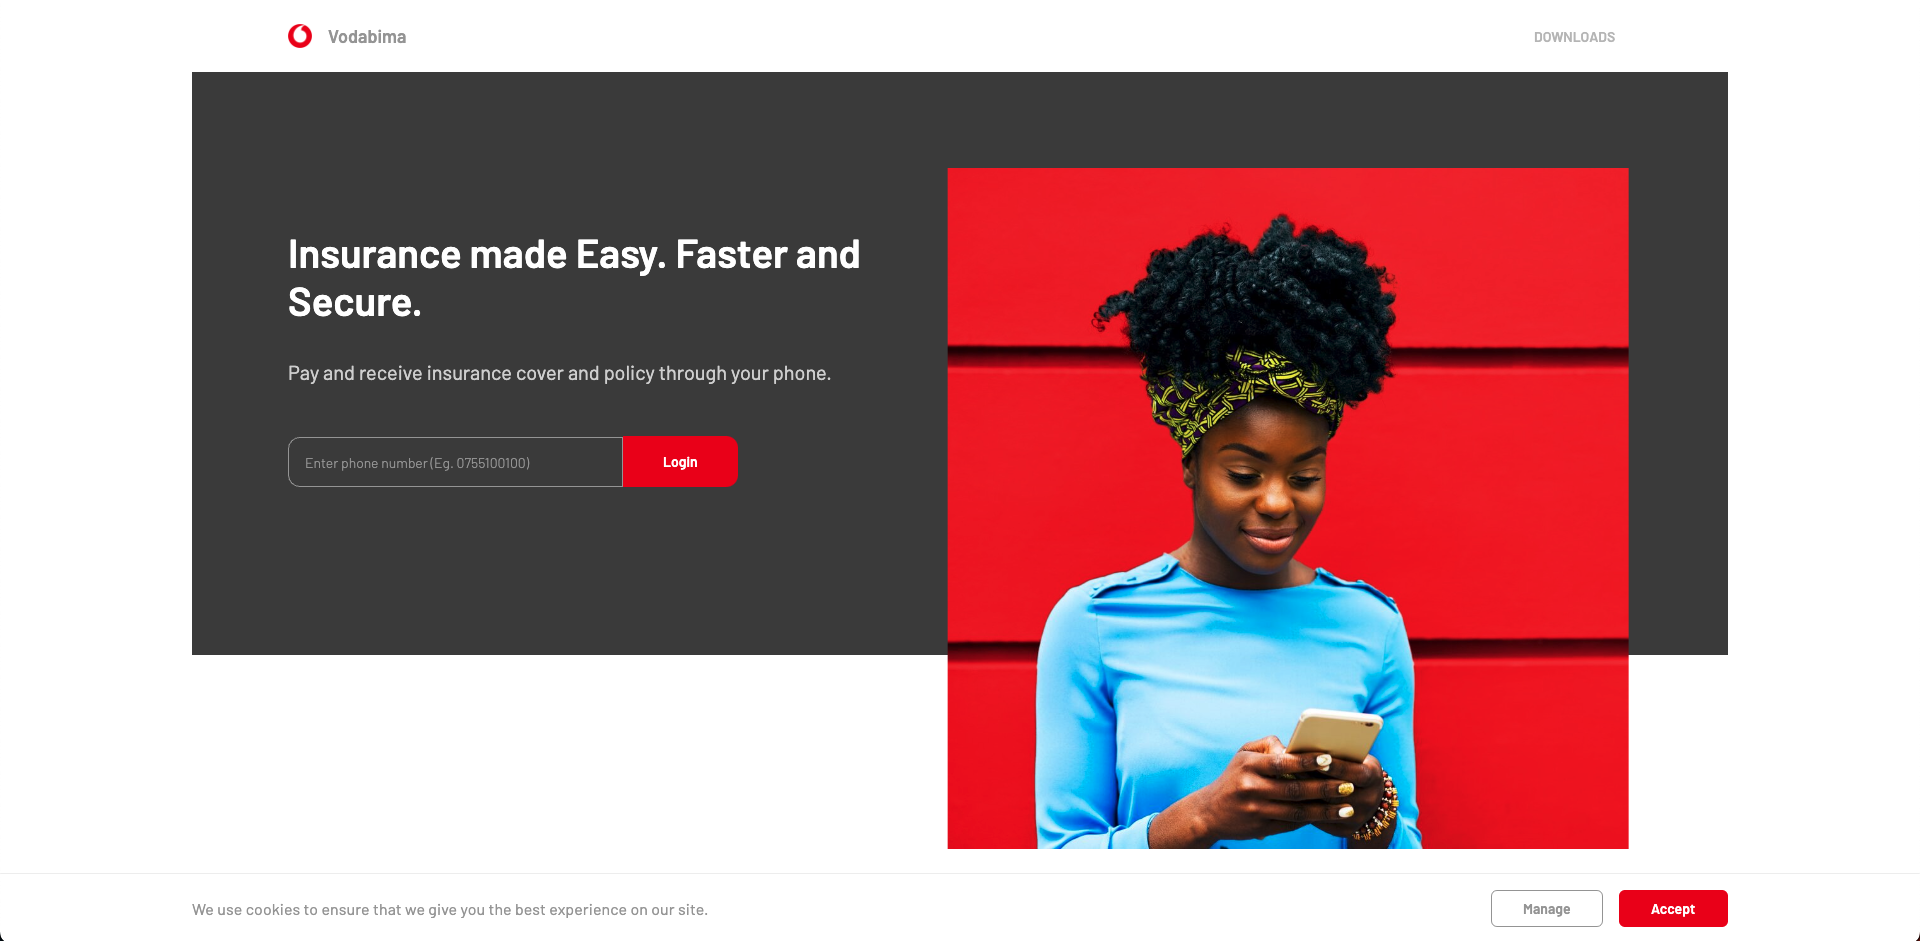 Vodabima
DOWNLOADS
Insurance made Easy. Faster and
Secure.
Pay and receive insurance cover and policy through your phone.
Enter phone number (Eg. 0755100100)
Login
We use cookies to ensure that we give you the best experience on our site.
Manage
Accept